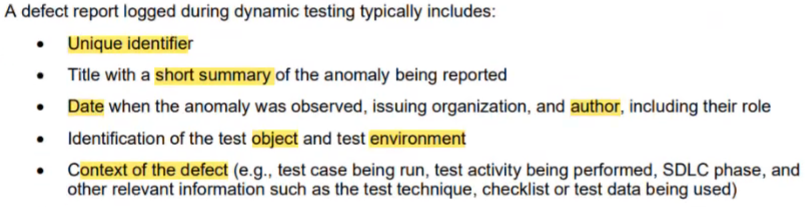 A defect report logged during dynamic testing typically includes:
• Unique identifier
• Title with a short summary of the anomaly being reported
• Date when the anomaly was observed, issuing organization, and author, including their role
• Identification of the test object and test environment
• Context of the defect (e.g., test case being run, test activity being performed, SDLC phase, and
other relevant information such as the test technique, checklist or test data being used)